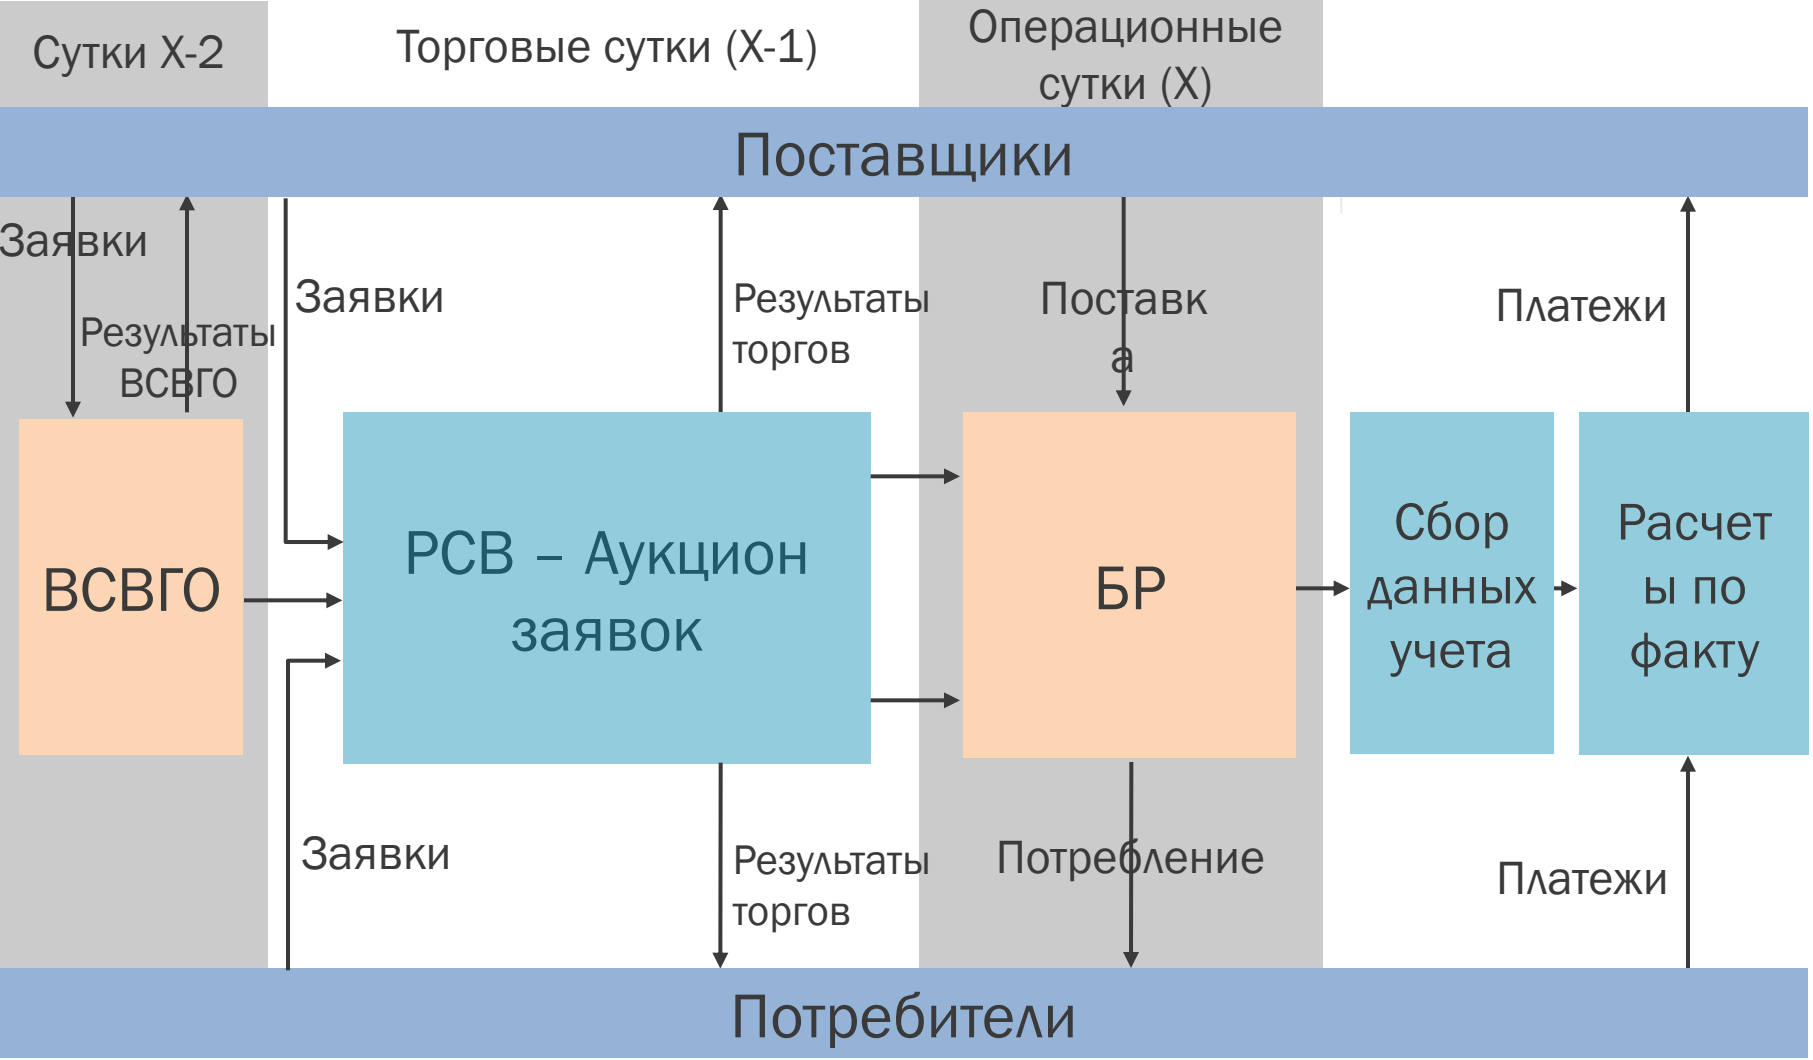 Сутки X-2
Торговые сутки (X-1)
Операционные
сутки (X)
Поставщики
Заявки
Результаты
ВСВГО
Заявки
Результаты
торгов
Поставк
а
Платежи
ВСВГО
РСВ – Аукцион
заявок
БР
Сбор
данных
учета
Расчет
ы по
факту
Заявки
Результаты
торгов
Потребление
Платежи
Потребители